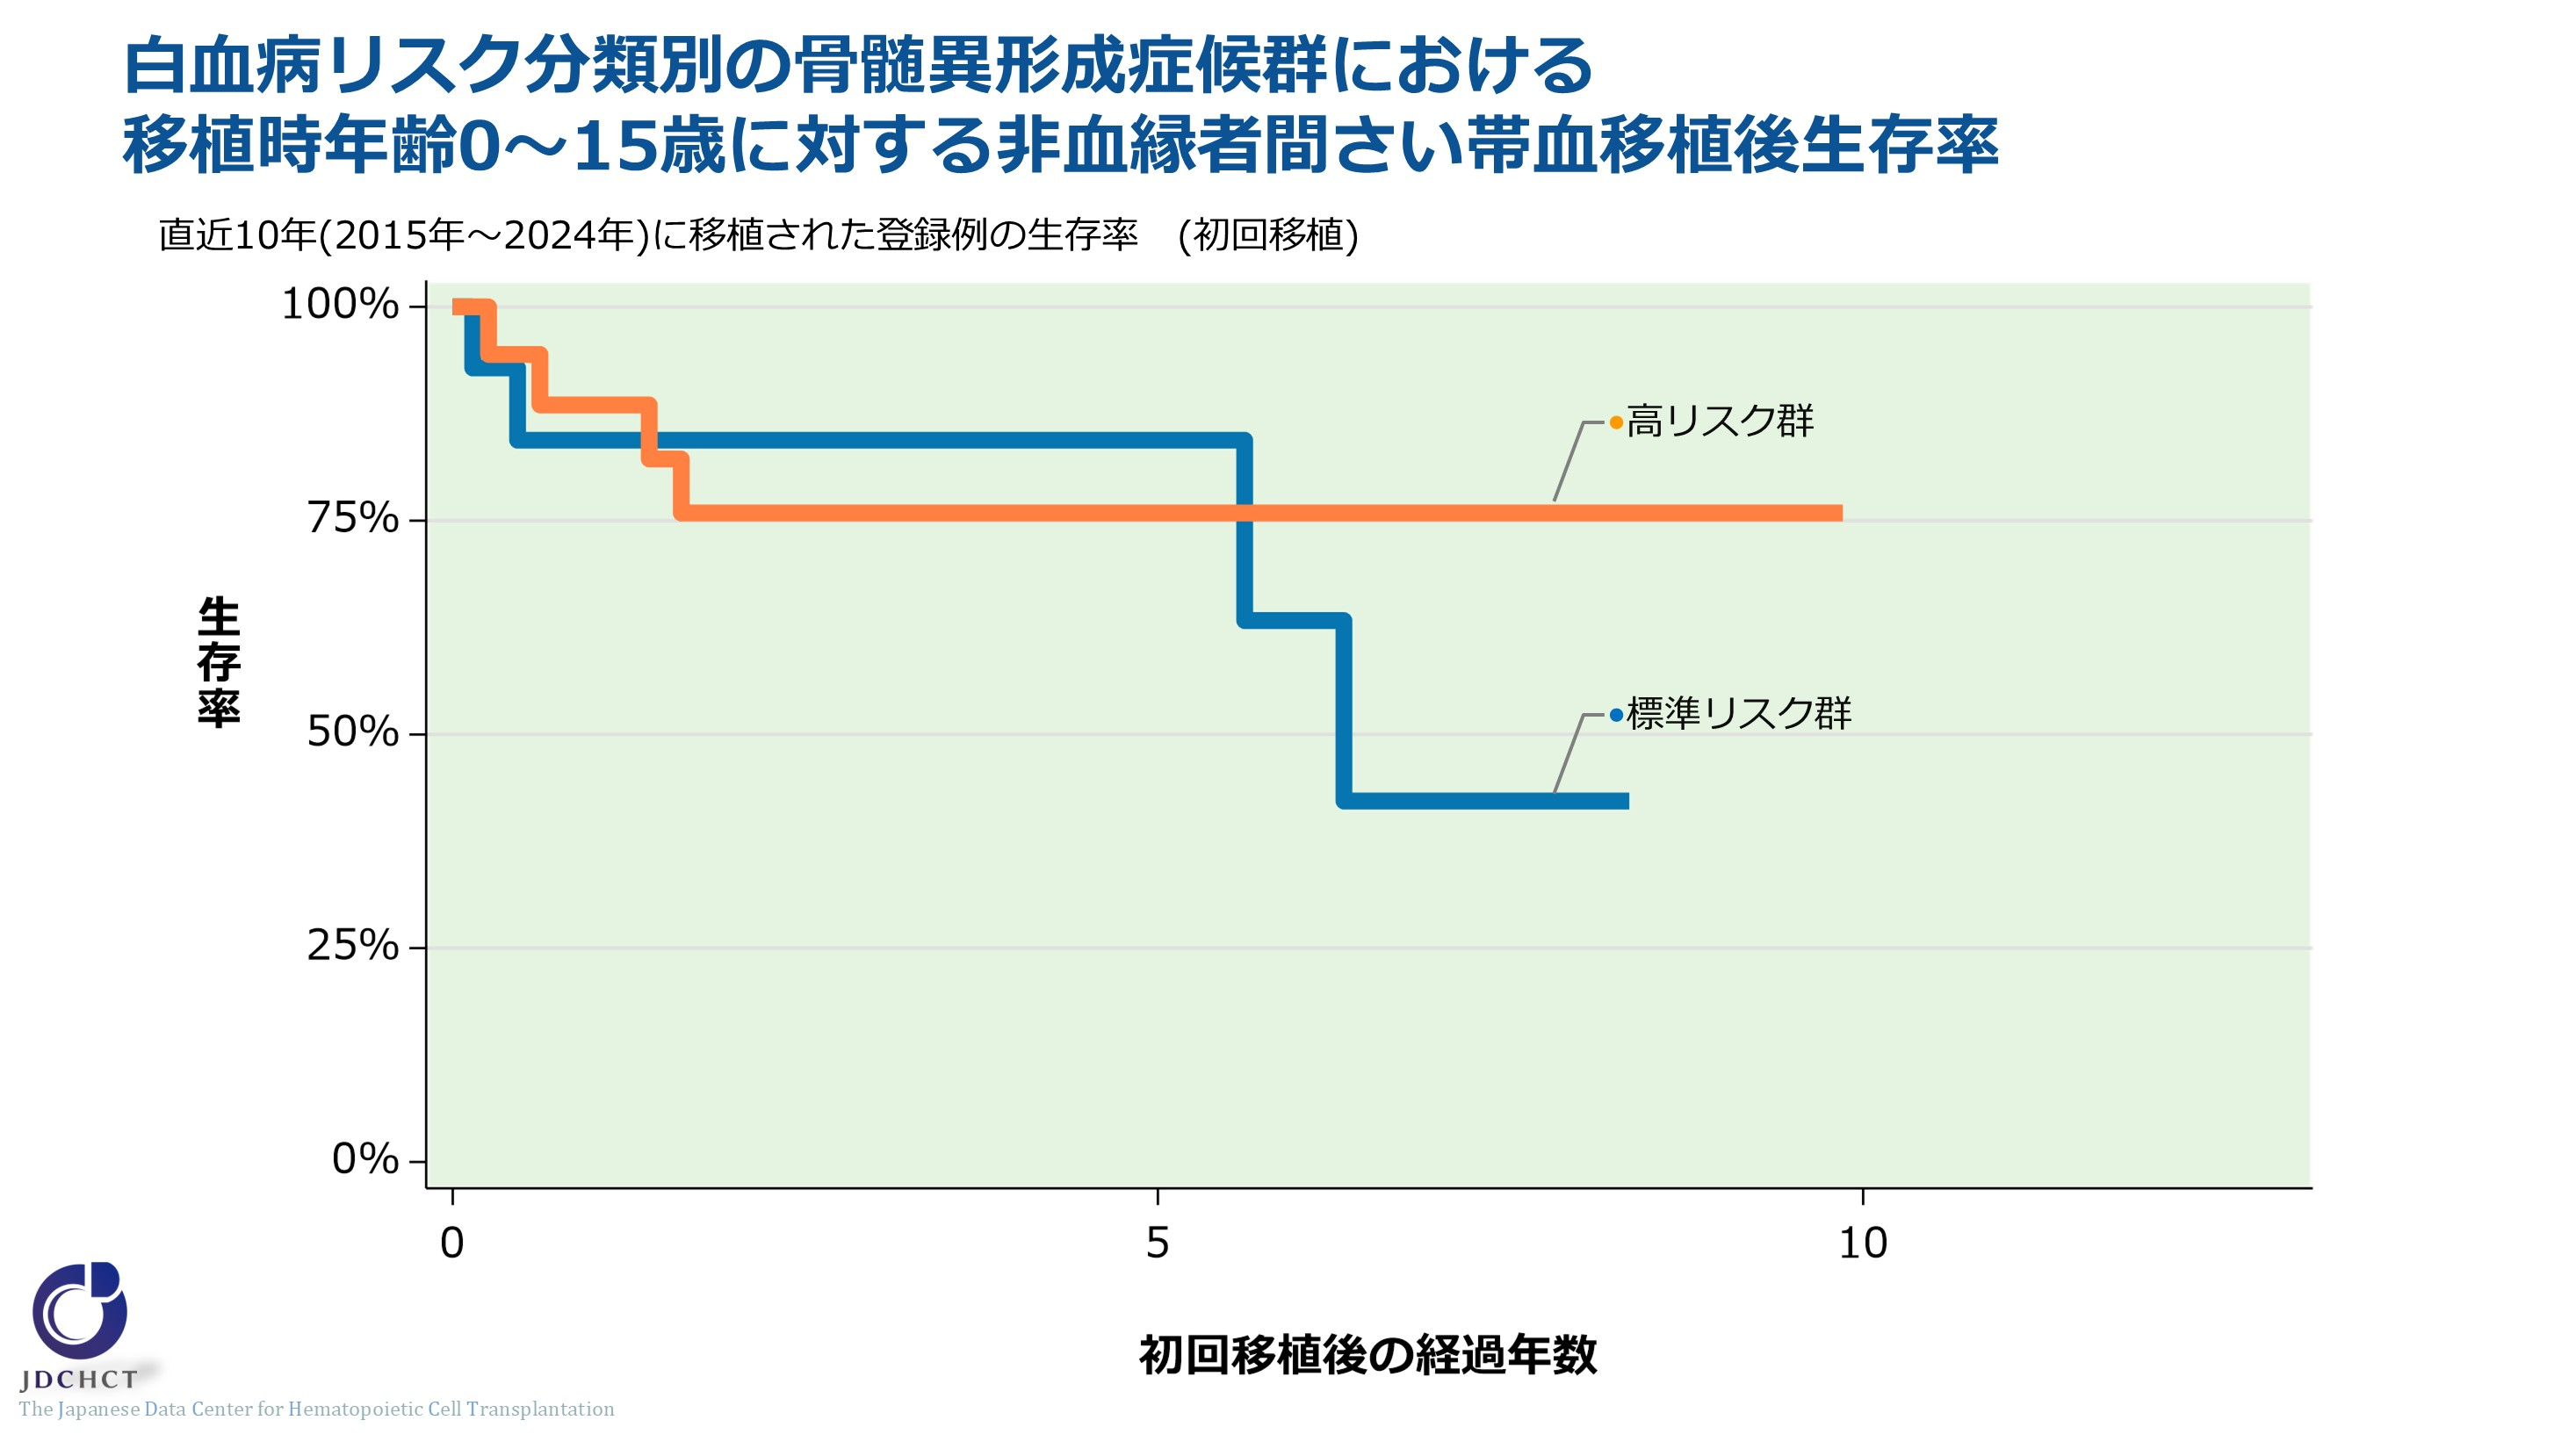 白血病リスク分類別の骨髄異形成症候群における
移植時年齢0～15歳に対する非血縁者間さい帯血移植後生存率
直近10年(2015年～2024年)に移植された登録例の生存率　(初回移植)
100%
75%
50%
25%
0%
生存率
高リスク群
標準リスク群
0
5
10
初回移植後の経過年数
JDCHCT
The Japanese Data Center for Hematopoietic Cell Transplantation